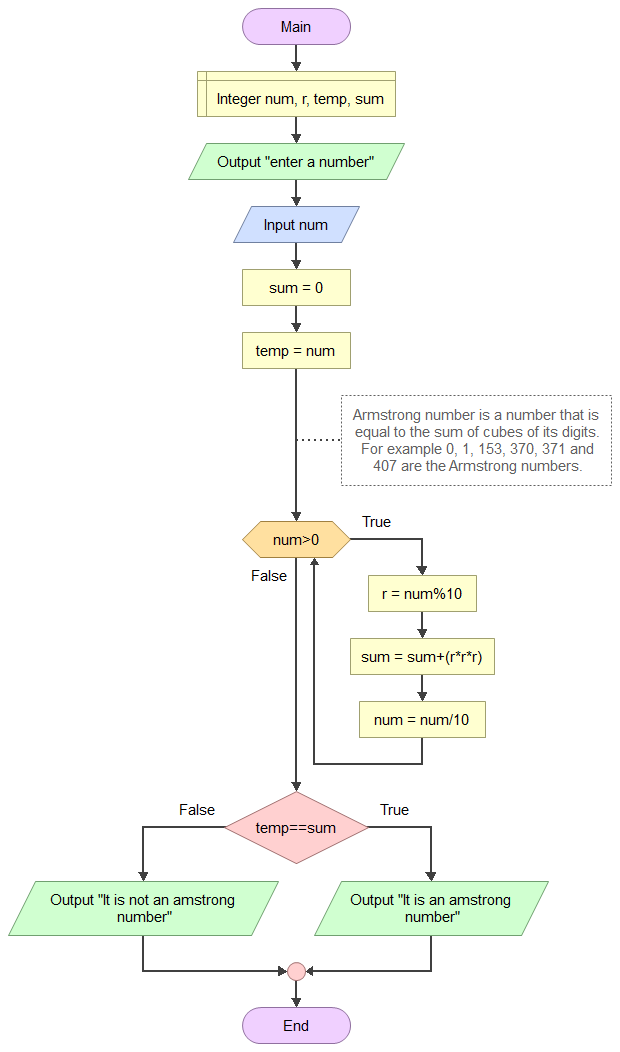 Main
Integer num, r, temp, sum
Output "enter a number"
Input num
sum = 0
temp = num
Armstrong number is a number that is
equal to the sum of cubes of its digits.
For example 0, 1, 153, 370, 371 and
407 are the Armstrong numbers.
num>0
True
False
r = num%10
sum = sum+(r*r*r)
num = num/10
temp==sum
False
True
Output "It is not an amstrong
number"
Output "It is an amstrong
number"
End